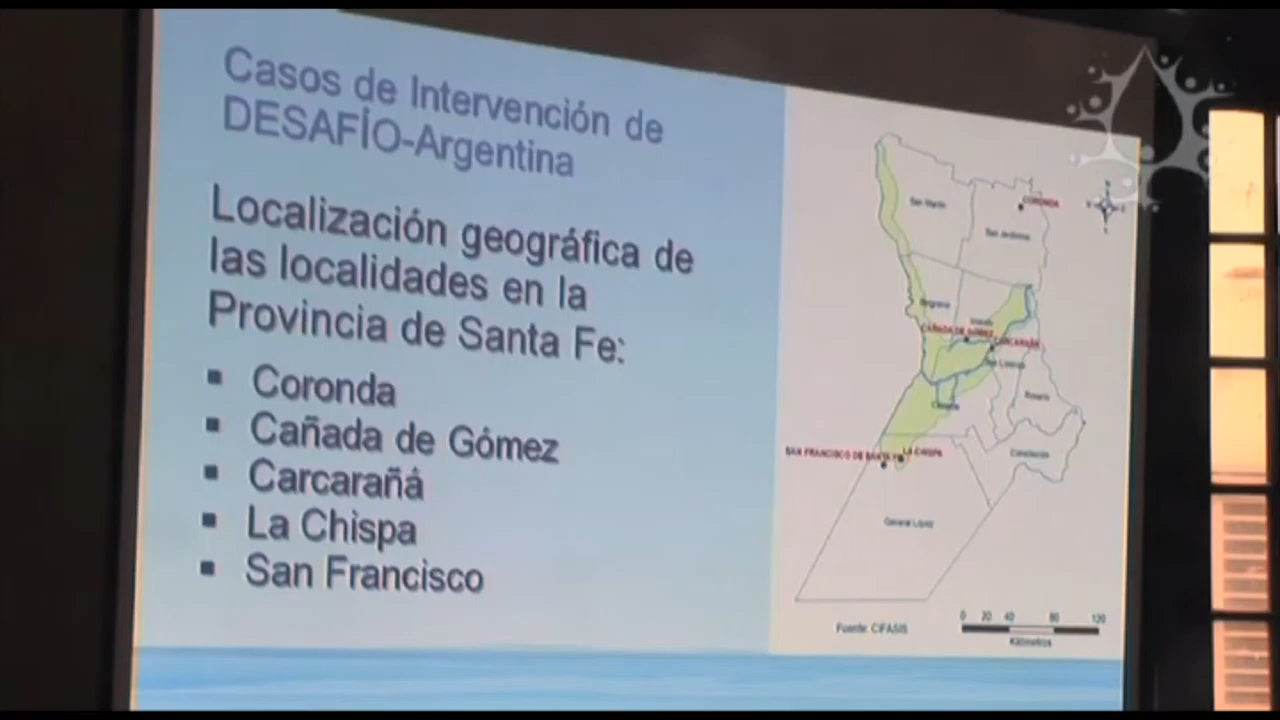 Casos de Intervención de
DESAFÍO-Argentina
Localización geográfica de
las localidades en la
Provincia de Santa Fe:
▪ Coronda
▪ Cañada de Gómez
▪ Carcarañá
▪ La Chispa
▪ San Francisco
San Martín
CORONDA
San Jerónimo
Belgrano
CAÑADA DE GÓMEZ
CARCARAÑÁ
Rosario
Caseros
Constitución
SAN FRANCISCO DE SANTA FE
LA CHISPA
General López
Fuente: CIFASIS
0 20 40 80 120
Kilómetros